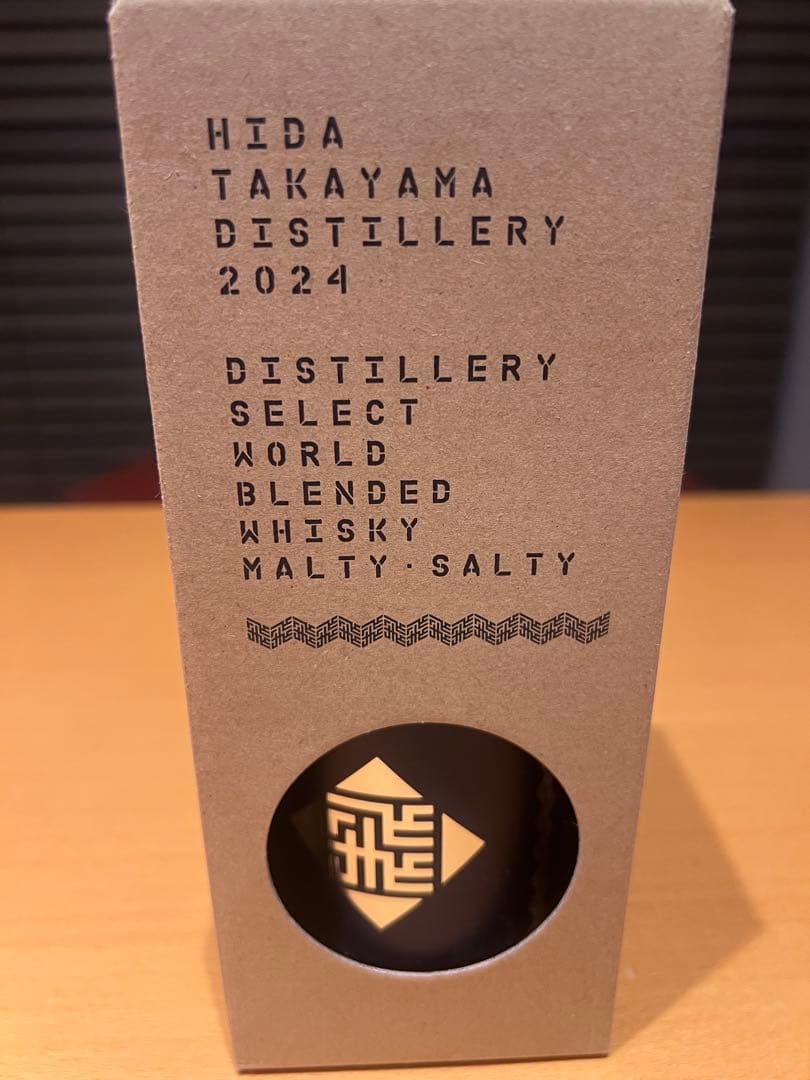 HIDA
TAKAYAMA
DISTILLERY
2024
DISTILLERY
SELECT
WORLD
BLENDED
WHISKY
MALTY·SALTY